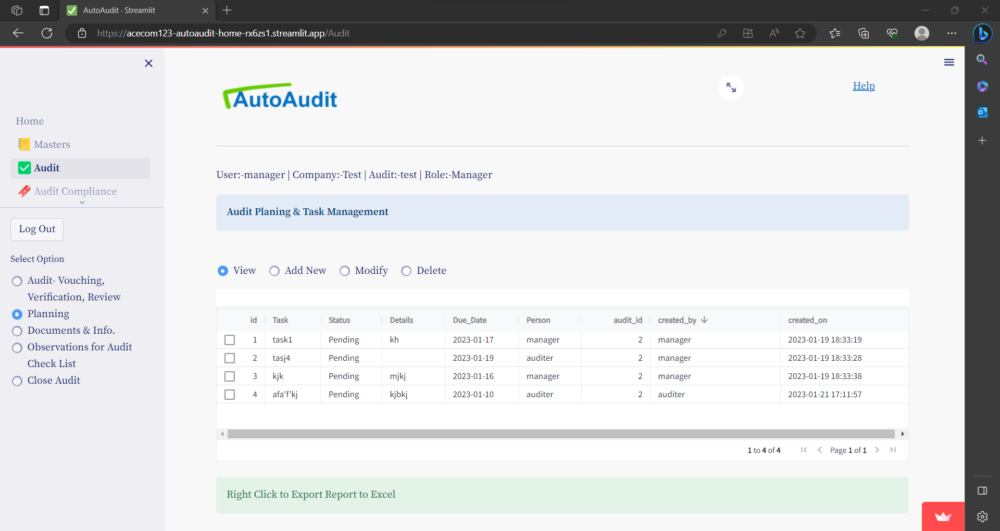 AutoAudit · Streamlit
https://acecom123-autoaudit-home-rx6zs1.streamlit.app/Audit
Home
Masters
Audit
Audit Compliance
Log Out
Select Option
Audit- Vouching,
Verification, Review
Planning
Documents & Info.
Observations for Audit
Check List
Close Audit
AutoAudit
Help
User:-manager | Company:-Test | Audit:-test | Role:-Manager
Audit Planing & Task Management
View Add New Modify Delete
id Task Status Details Due_Date Person audit_id created_by created_on
1 task1 Pending kh 2023-01-17 manager 2 manager 2023-01-19 18:33:19
2 tasj4 Pending 2023-01-19 auditer 2 manager 2023-01-19 18:33:28
3 kjk Pending mjkj 2023-01-16 manager 2 manager 2023-01-19 18:33:38
4 afa'f'kj Pending kjbkj 2023-01-10 auditer 2 auditer 2023-01-21 17:11:57
1 to 4 of 4 Page 1 of 1
Right Click to Export Report to Excel